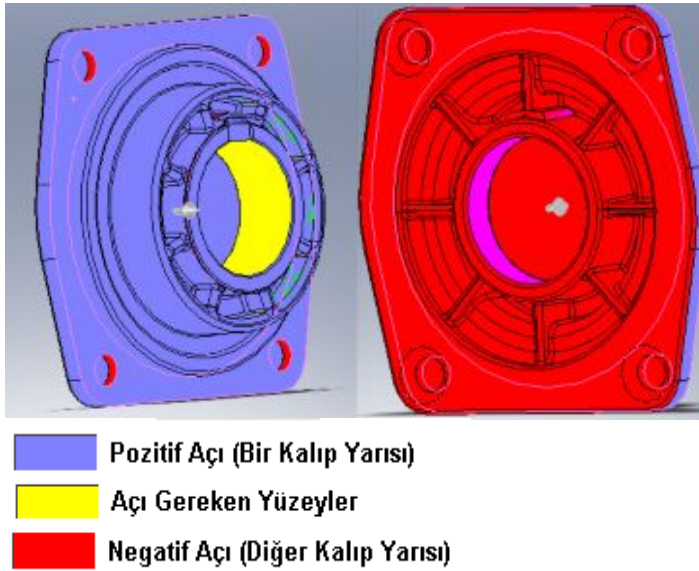 Pozitif Açı (Bir Kalıp Yarısı)
Açı Gereken Yüzeyler
Negatif Açı (Diğer Kalıp Yarısı)